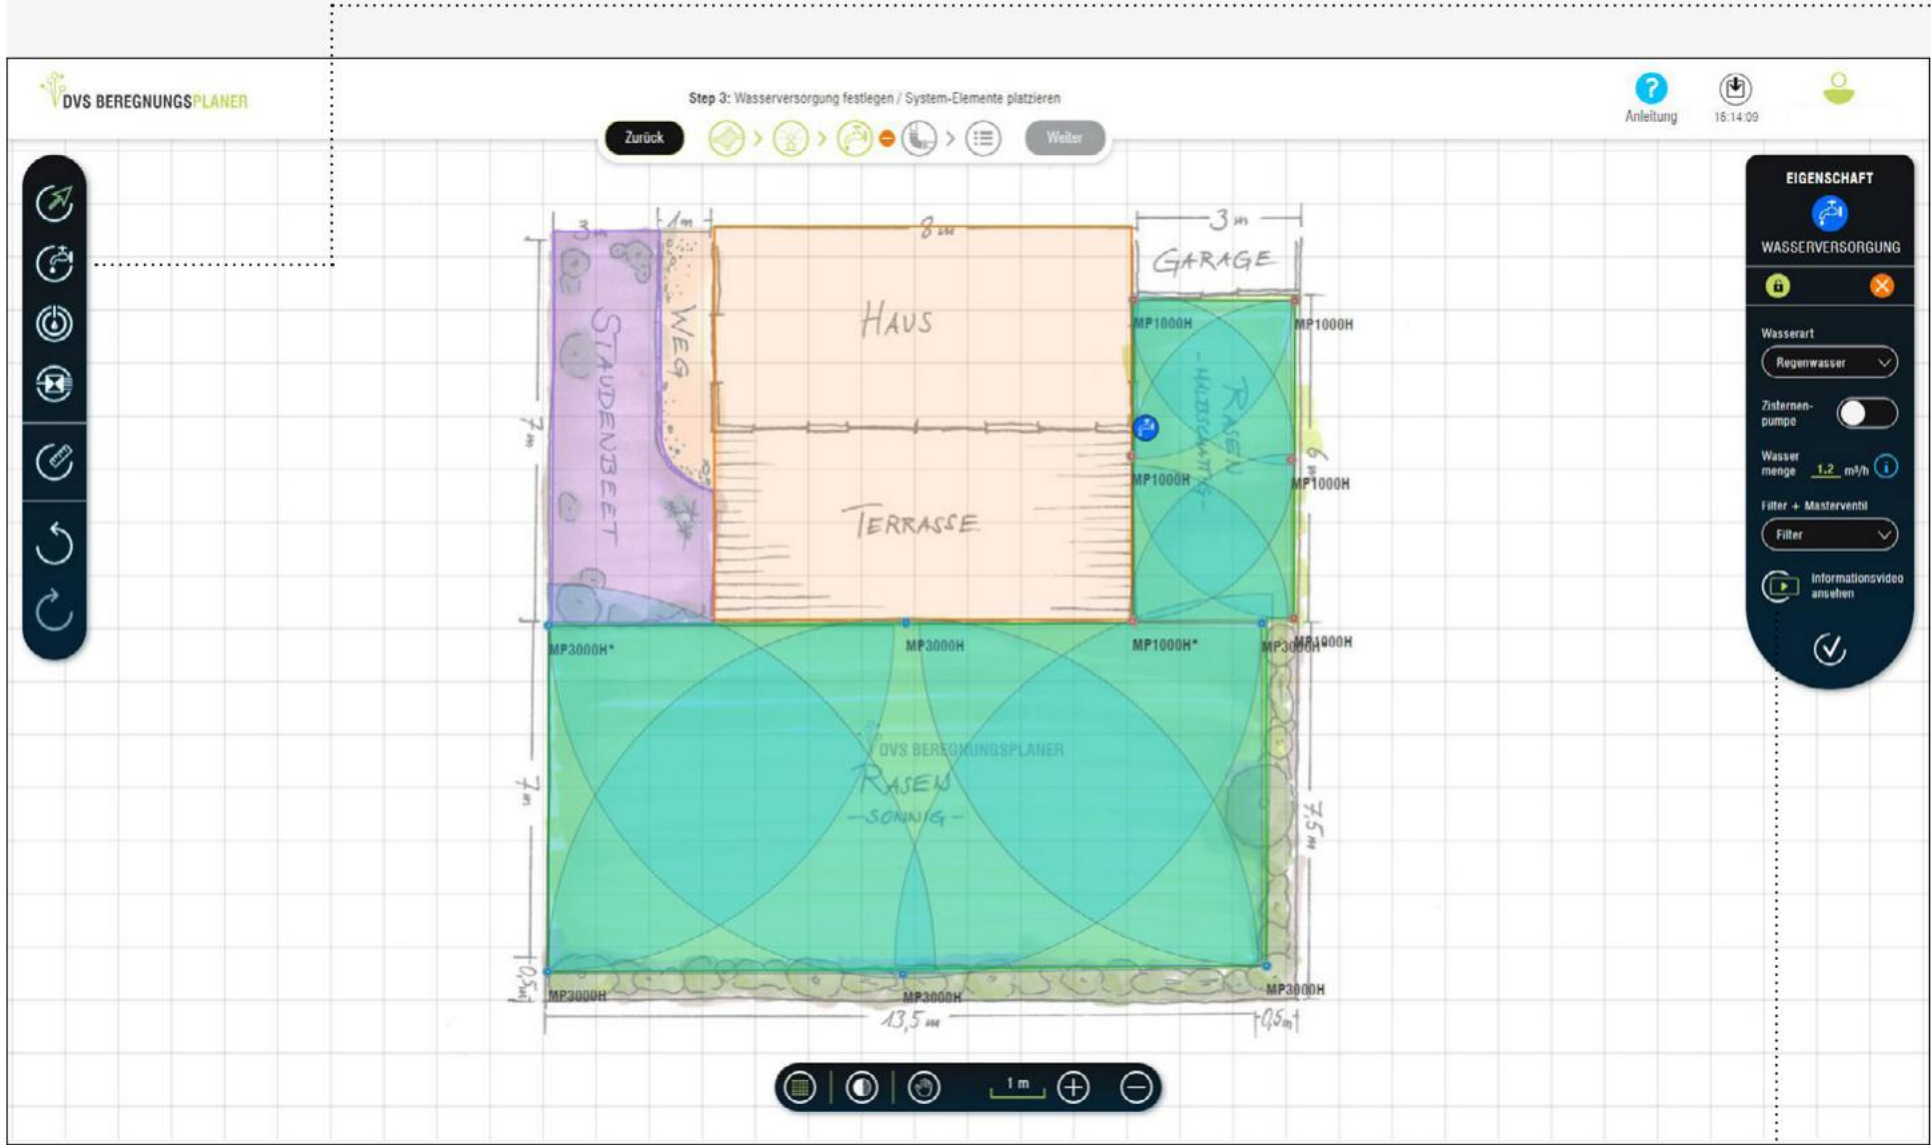 DVS BEREGNUNGSPLANER
Step 3: Wasserversorgung festlegen / System-Elemente platzieren
Zurück
Weiter
Anleitung
16:14:09
EIGENSCHAFT
WASSERVERSORGUNG
Wasserart
Regenwasser
Zisternen-
pumpe
Wasser
menge 1,2 m³/h
Filter + Masterventil
Filter
Informationsvideo
ansehen
1m
8m
3 m
GARAGE
HAUS
WEG
STAUDENBEET
TERRASSE
RASEN
-HALBSCHATTIG-
MP1000H
MP1000H
MP1000H
MP1000H
7m
6m
MP3000H*
MP3000H
MP1000H*
MP3000H*
MP1000H
DVS BEREGNUNGSPLANER
RASEN
-SONNIG-
7m
7,5m
0,5m
MP3000H
MP3000H
MP3000H
13,5 m
0,5m
1 m